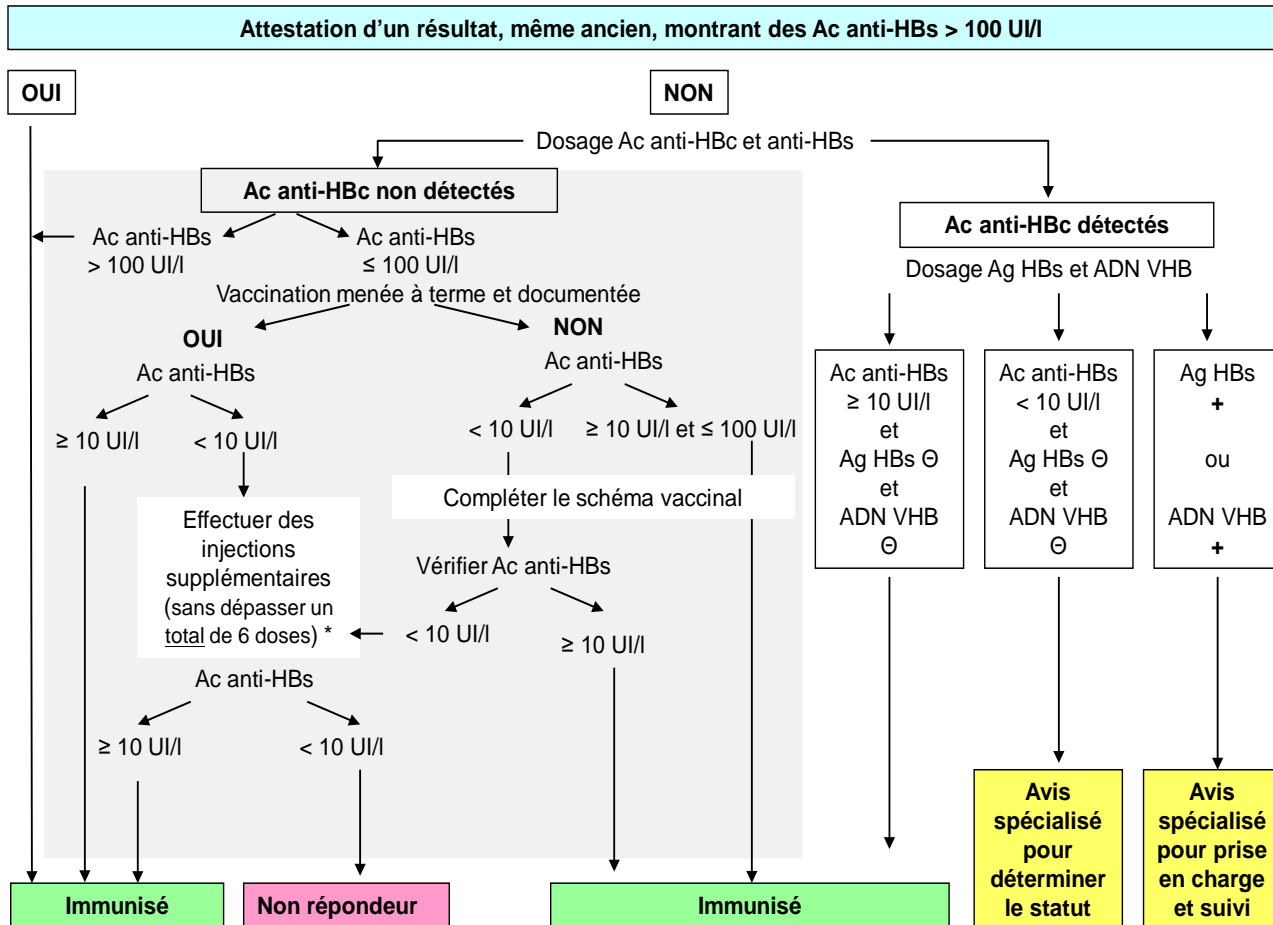 Attestation d'un résultat, même ancien, montrant des Ac anti-HBs > 100 UI/l
OUI
NON
Dosage Ac anti-HBc et anti-HBs
Ac anti-HBc non détectés
Ac anti-HBs
> 100 UI/l
Ac anti-HBs
≤ 100 UI/l
Vaccination menée à terme et documentée
OUI
Ac anti-HBs
≥ 10 UI/l
< 10 UI/l
NON
Ac anti-HBs
< 10 UI/l
≥ 10 UI/l et ≤ 100 UI/l
Effectuer des
injections
supplémentaires
(sans dépasser un
total de 6 doses) *
Compléter le schéma vaccinal
Vérifier Ac anti-HBs
< 10 UI/l
≥ 10 UI/l
Ac anti-HBs
≥ 10 UI/l
< 10 UI/l
Ac anti-HBc détectés
Dosage Ag HBs et ADN VHB
Ac anti-HBs
≥ 10 UI/l
et
Ag HBs Θ
et
ADN VHB
Θ
Ac anti-HBs
< 10 UI/l
et
Ag HBs Θ
et
ADN VHB
Θ
Ag HBs
+
ou
ADN VHB
+
Immunisé
Non répondeur
Immunisé
Avis
spécialisé
pour
déterminer
le statut
Avis
spécialisé
pour prise
en charge
et suivi